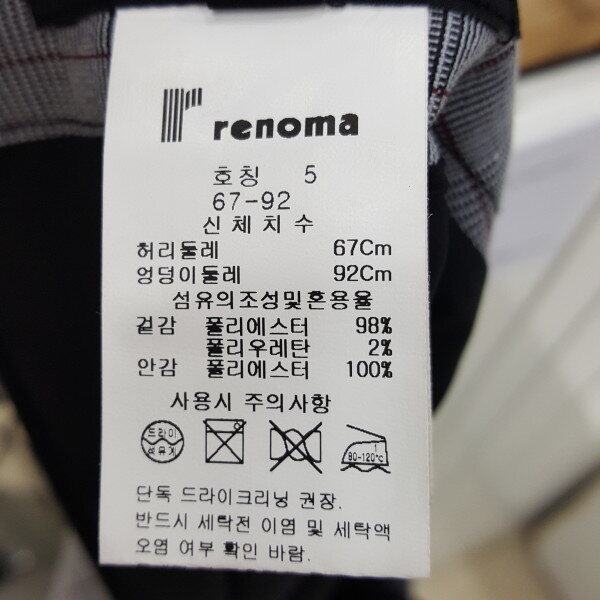 renoma
호칭 5
67-92
신체치수
허리둘레 67Cm
엉덩이둘레 92Cm
섬유의조성및혼용율
겉감 폴리에스터 98%
폴리우레탄 2%
안감 폴리에스터 100%
사용시 주의사항
드라이
석유계
1
80-120℃
단독 드라이크리닝 권장.
반드시 세탁전 이염 및 세탁액
오염 여부 확인 바람.